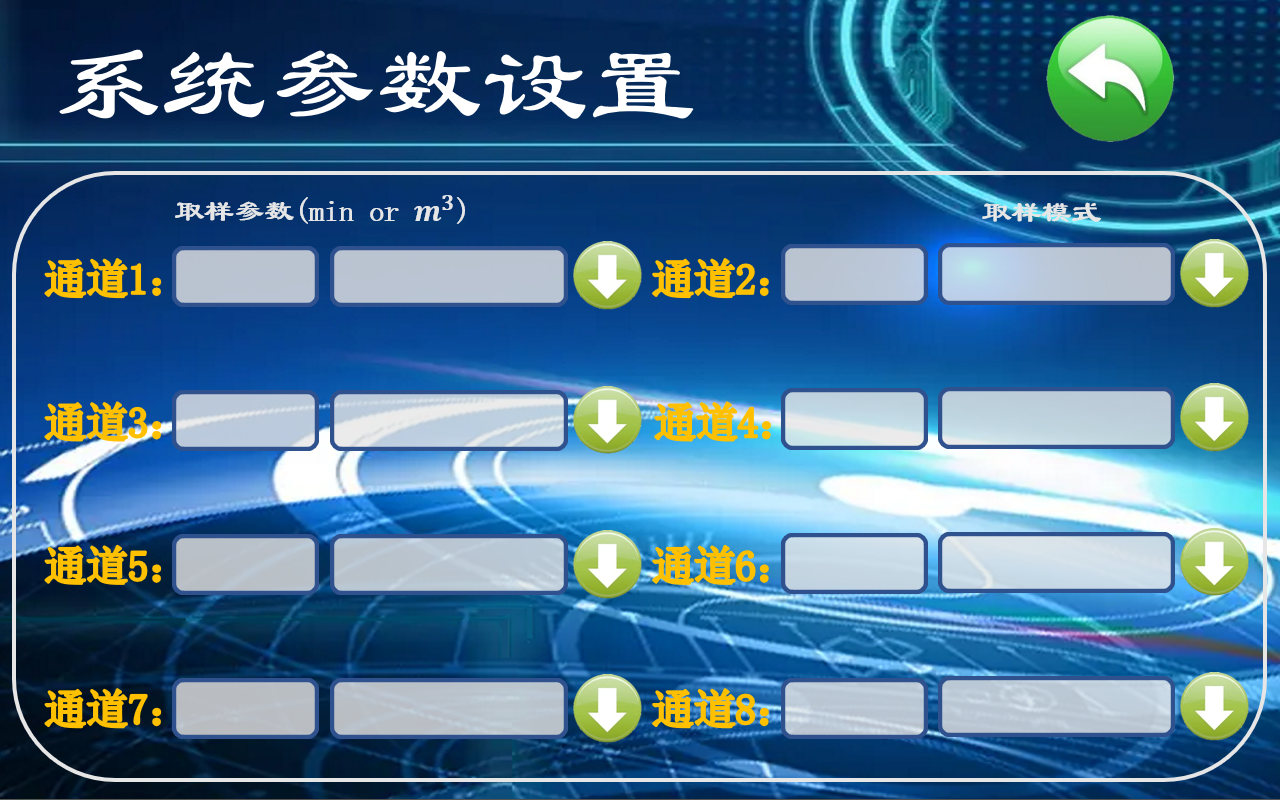 系统参数设置
取样参数(min or m³) 取样模式
通道1: 通道2:
通道3: 通道4:
通道5: 通道6:
通道7: 通道8: